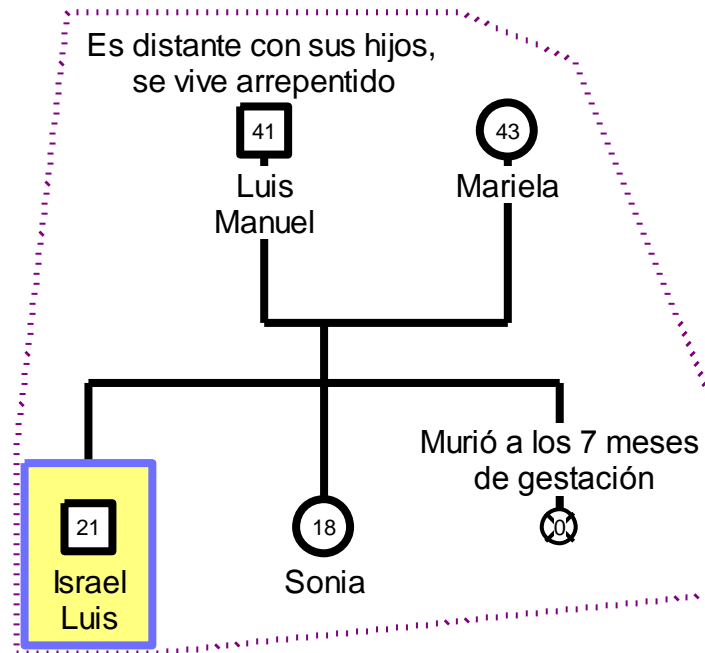 Es distante con sus hijos,
se vive arrepentido
41
43
Luis
Manuel
Mariela
Murió a los 7 meses
de gestación
21
18
0
Israel
Luis
Sonia